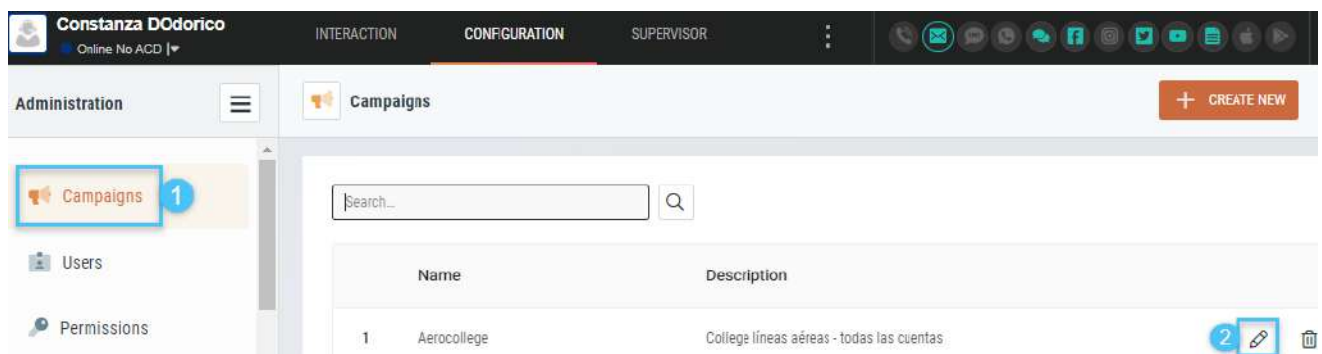 Constanza DOdorico
Online No ACD
INTERACTION
CONFIGURATION
SUPERVISOR
Administration
Campaigns
+ CREATE NEW
Campaigns
1
Search...
Users
Name
Description
Permissions
1
Aerocollege
College líneas aéreas - todas las cuentas
2